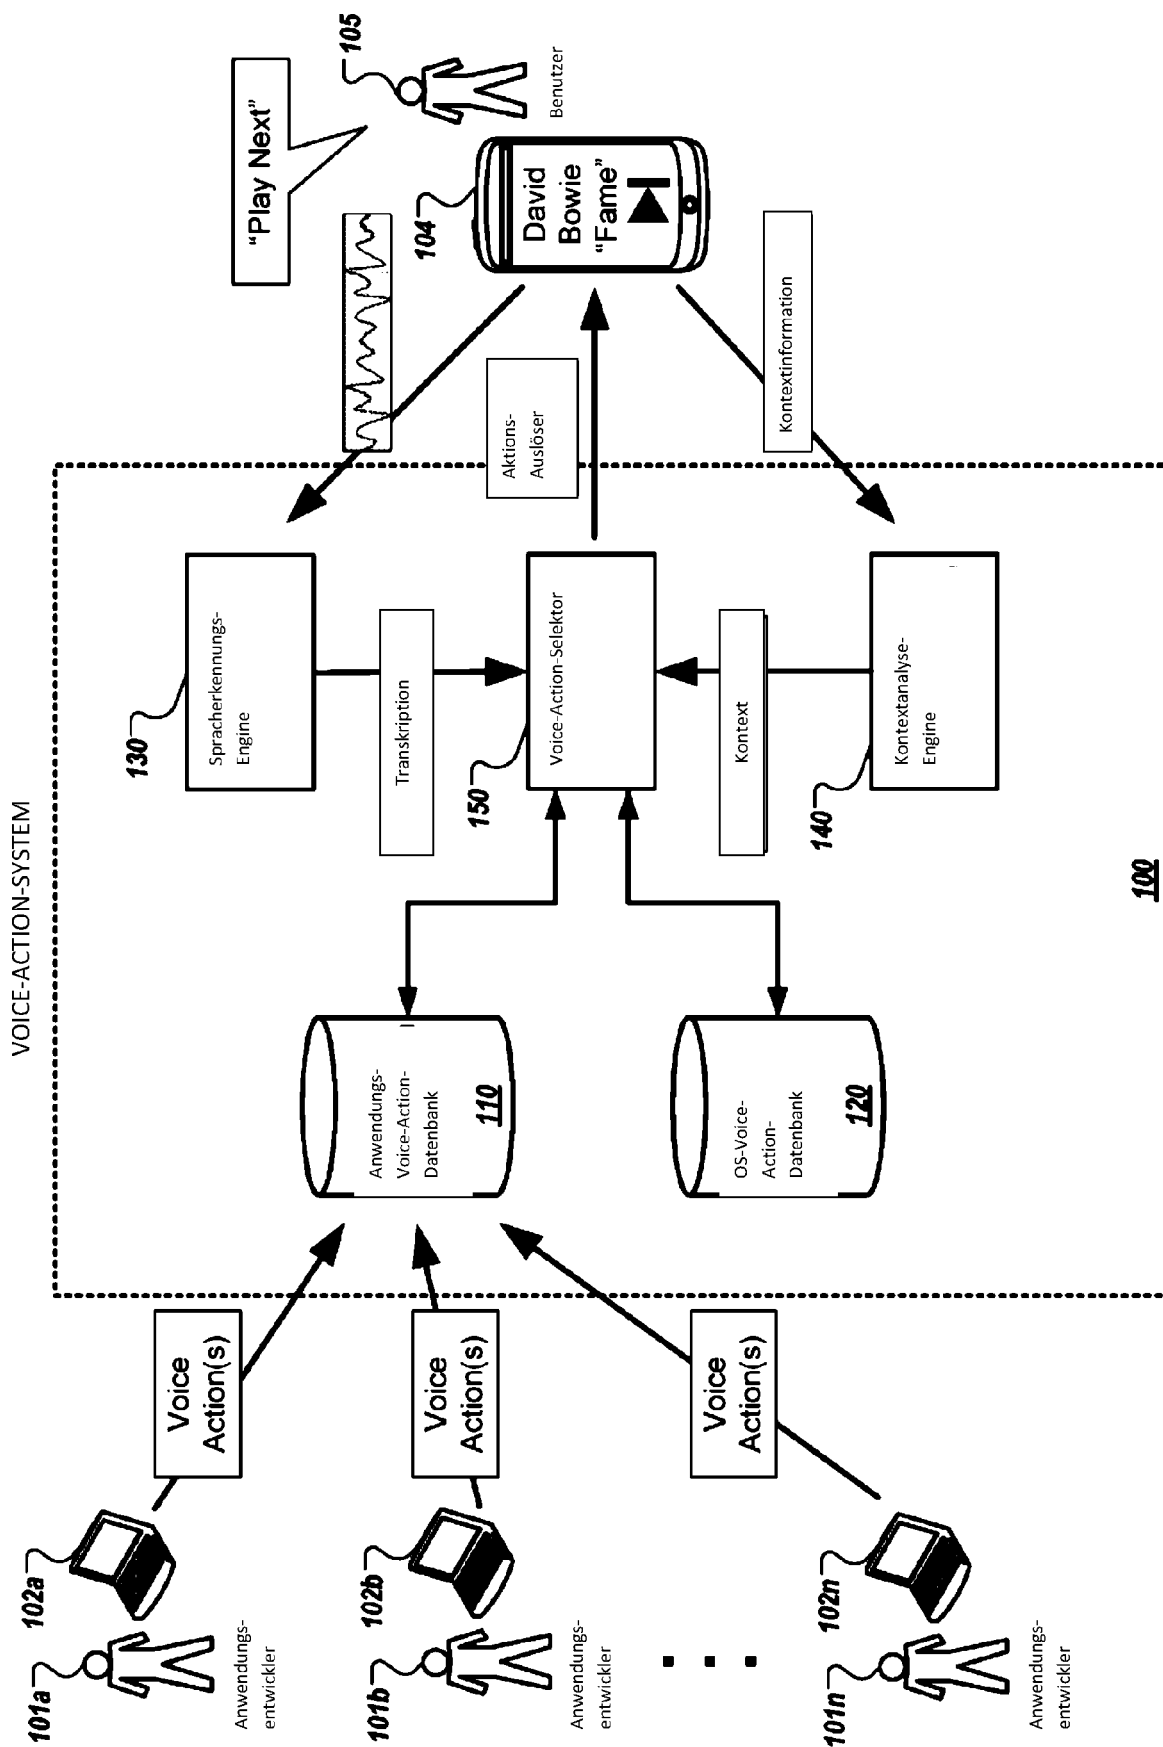 VOICE-ACTION-SYSTEM
101a
102a
Anwendungs-
entwickler
Voice
Action(s)
101b
102b
Anwendungs-
entwickler
Voice
Action(s)
101n
102n
Anwendungs-
entwickler
Voice
Action(s)
Anwendungs-
Voice-Action-
Datenbank
110
OS-Voice-
Action-
Datenbank
120
130
Spracherkennungs-
Engine
Transkription
150
Voice-Action-Selektor
Kontext
140
Kontextanalyse-
Engine
100
Aktions-
Auslöser
Kontextinformation
"Play Next"
104
David
Bowie
"Fame"
105
Benutzer